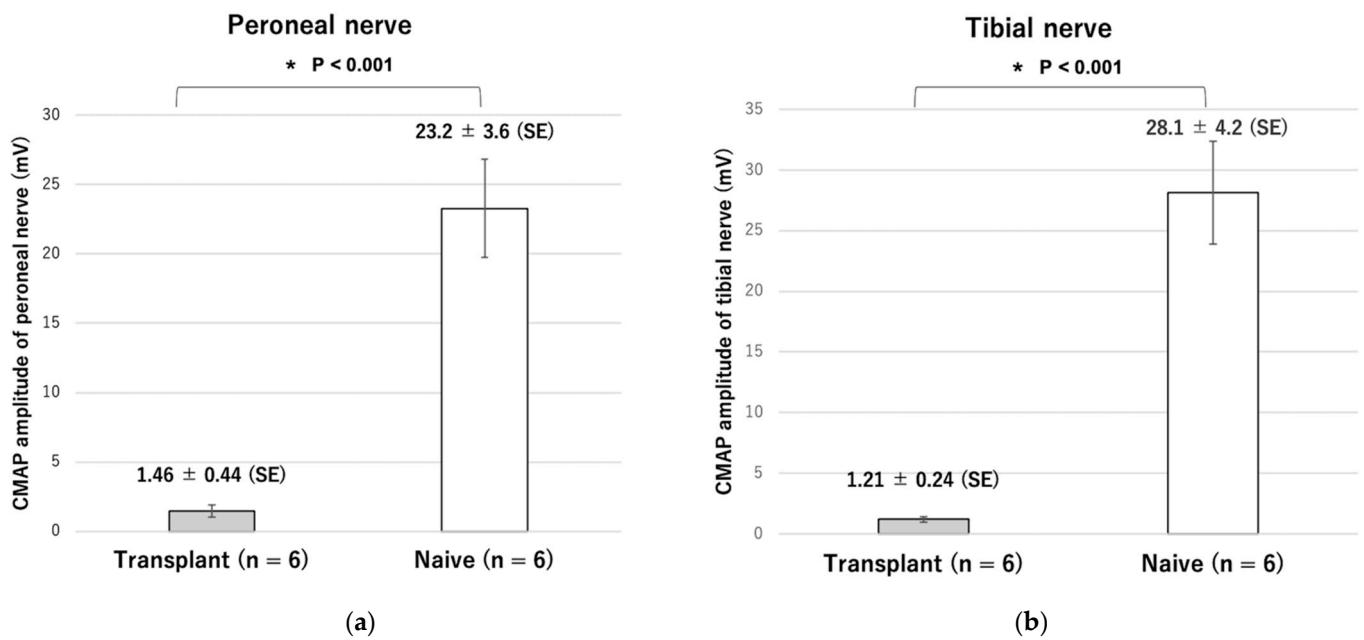 Peroneal nerve
* P < 0.001
CMAP amplitude of peroneal nerve (mV)
30
25
20
15
10
5
0
23.2 ± 3.6 (SE)
1.46 ± 0.44 (SE)
Transplant (n = 6)
Naive (n = 6)
(a)
Tibial nerve
* P < 0.001
CMAP amplitude of tibial nerve (mV)
35
30
25
20
15
10
5
0
28.1 ± 4.2 (SE)
1.21 ± 0.24 (SE)
Transplant (n = 6)
Naive (n = 6)
(b)